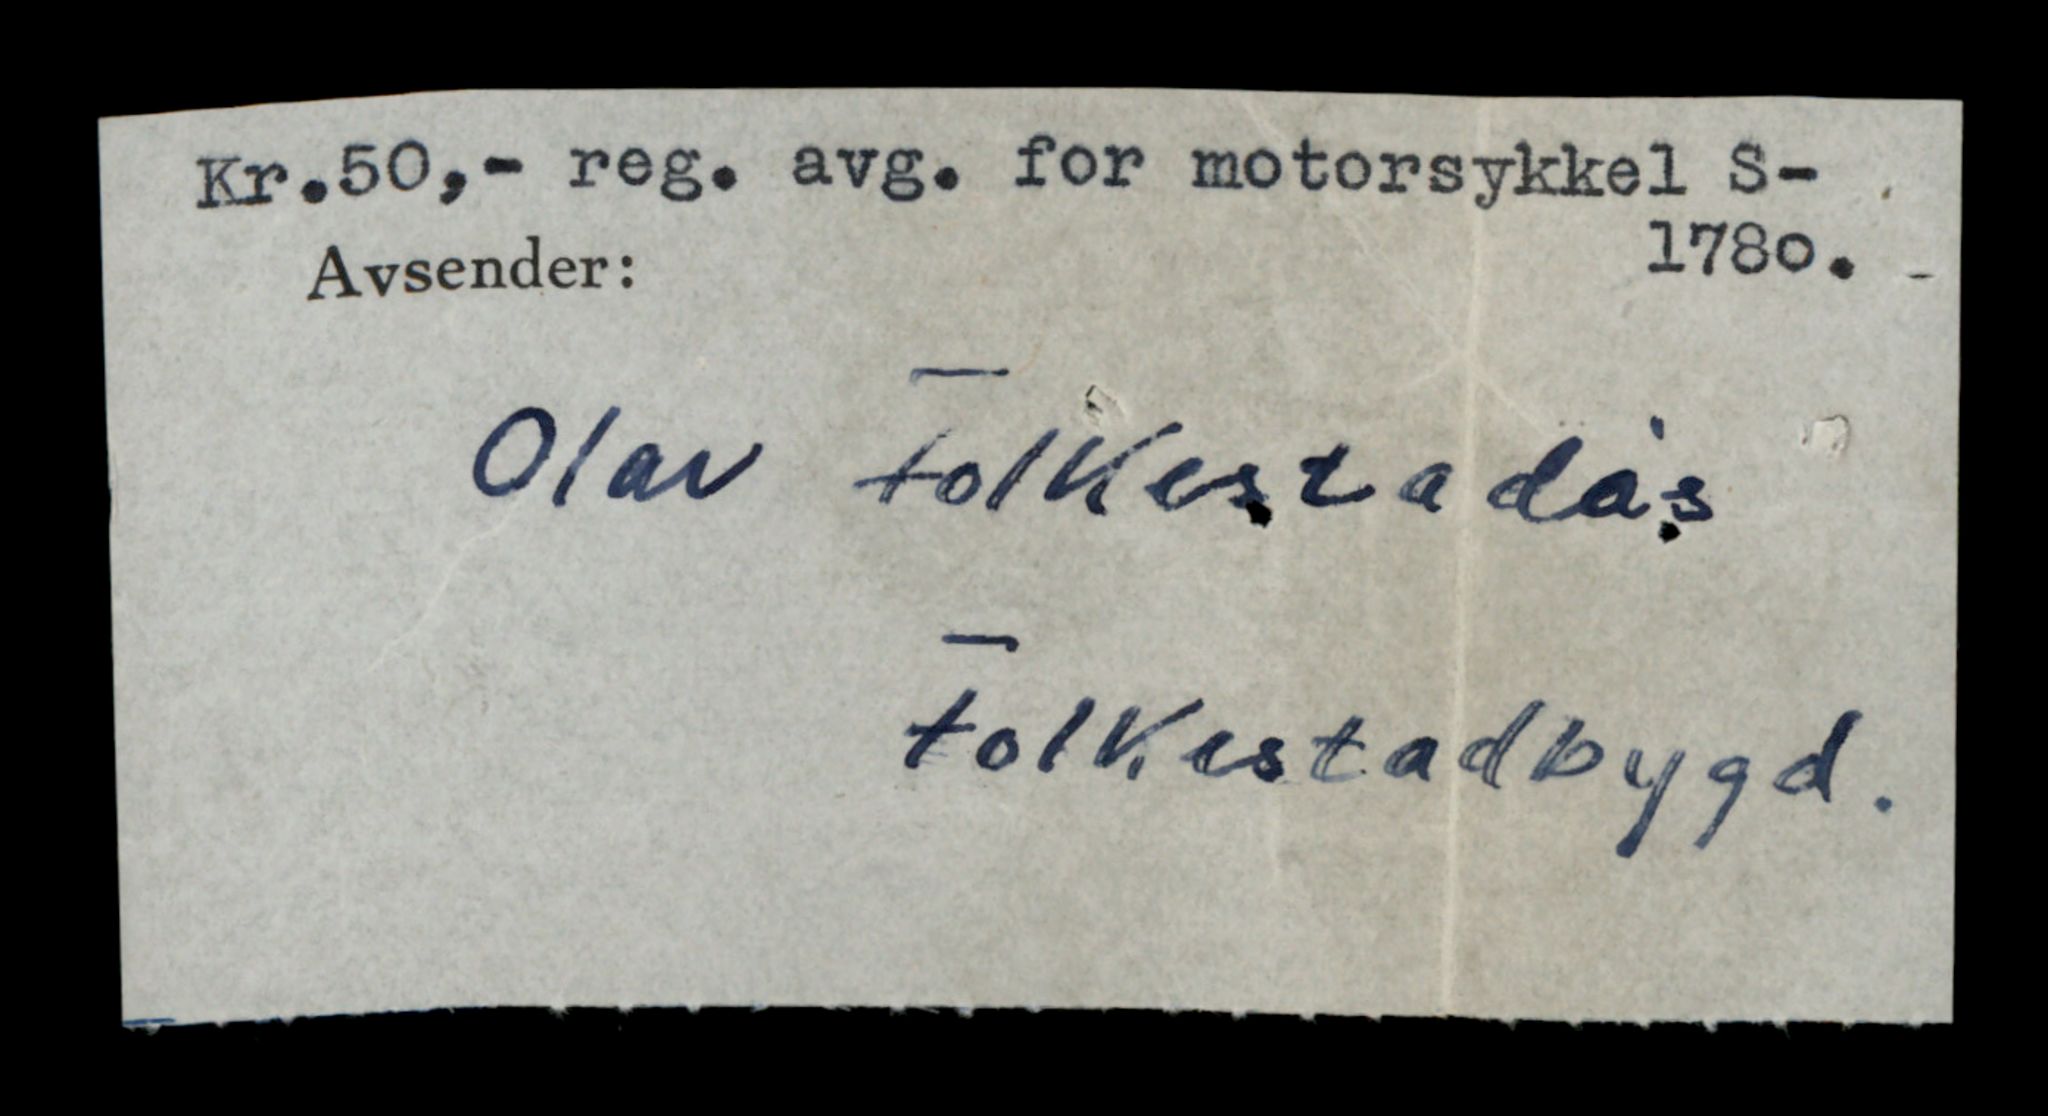 Kr.50,- reg. avg. for motorsykkel S-
1780.
Avsender:
Olav Folkestadås
Folkestadbygd.